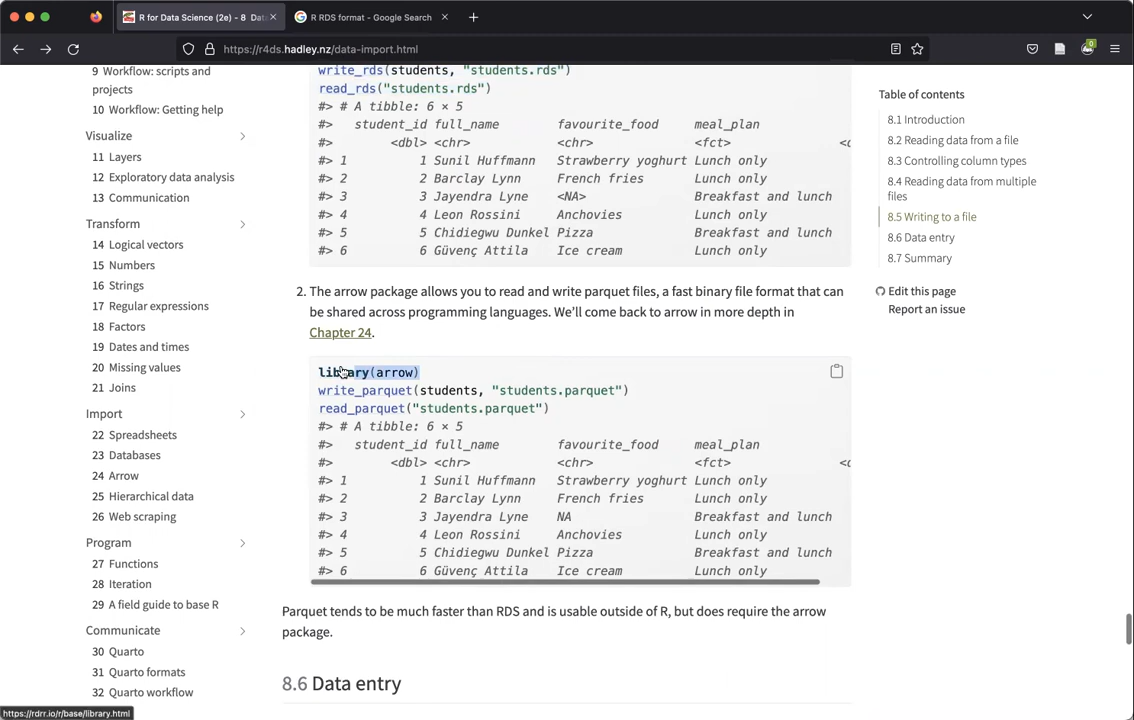 R for Data Science (2e) - 8 Dat
R RDS format - Google Search
https://r4ds.hadley.nz/data-import.html
0
9 Workflow: scripts and
projects
10 Workflow: Getting help
Visualize
11 Layers
12 Exploratory data analysis
13 Communication
Transform
14 Logical vectors
15 Numbers
16 Strings
17 Regular expressions
18 Factors
19 Dates and times
20 Missing values
21 Joins
Import
22 Spreadsheets
23 Databases
24 Arrow
25 Hierarchical data
26 Web scraping
Program
27 Functions
28 Iteration
29 A field guide to base R
Communicate
30 Quarto
31 Quarto formats
32 Quarto workflow
https://rdrr.io/r/base/library.html
write_rds(students, "students.rds")
read_rds("students.rds")
#> # A tibble: 6 × 5
#> student_id full_name favourite_food meal_plan
#> <dbl> <chr> <chr> <fct> <c
#> 1 1 Sunil Huffmann Strawberry yoghurt Lunch only
#> 2 2 Barclay Lynn French fries Lunch only
#> 3 3 Jayendra Lyne <NA> Breakfast and lunch
#> 4 4 Leon Rossini Anchovies Lunch only
#> 5 5 Chidiegwu Dunkel Pizza Breakfast and lunch
#> 6 6 Güvenç Attila Ice cream Lunch only
2. The arrow package allows you to read and write parquet files, a fast binary file format that can
be shared across programming languages. We'll come back to arrow in more depth in
Chapter 24.
library(arrow)
write_parquet(students, "students.parquet")
read_parquet("students.parquet")
#> # A tibble: 6 × 5
#> student_id full_name favourite_food meal_plan
#> <dbl> <chr> <chr> <fct> <c
#> 1 1 Sunil Huffmann Strawberry yoghurt Lunch only
#> 2 2 Barclay Lynn French fries Lunch only
#> 3 3 Jayendra Lyne NA Breakfast and lunch
#> 4 4 Leon Rossini Anchovies Lunch only
#> 5 5 Chidiegwu Dunkel Pizza Breakfast and lunch
#> 6 6 Güvenç Attila Ice cream Lunch only
Parquet tends to be much faster than RDS and is usable outside of R, but does require the arrow
package.
8.6 Data entry
Table of contents
8.1 Introduction
8.2 Reading data from a file
8.3 Controlling column types
8.4 Reading data from multiple
files
8.5 Writing to a file
8.6 Data entry
8.7 Summary
Edit this page
Report an issue